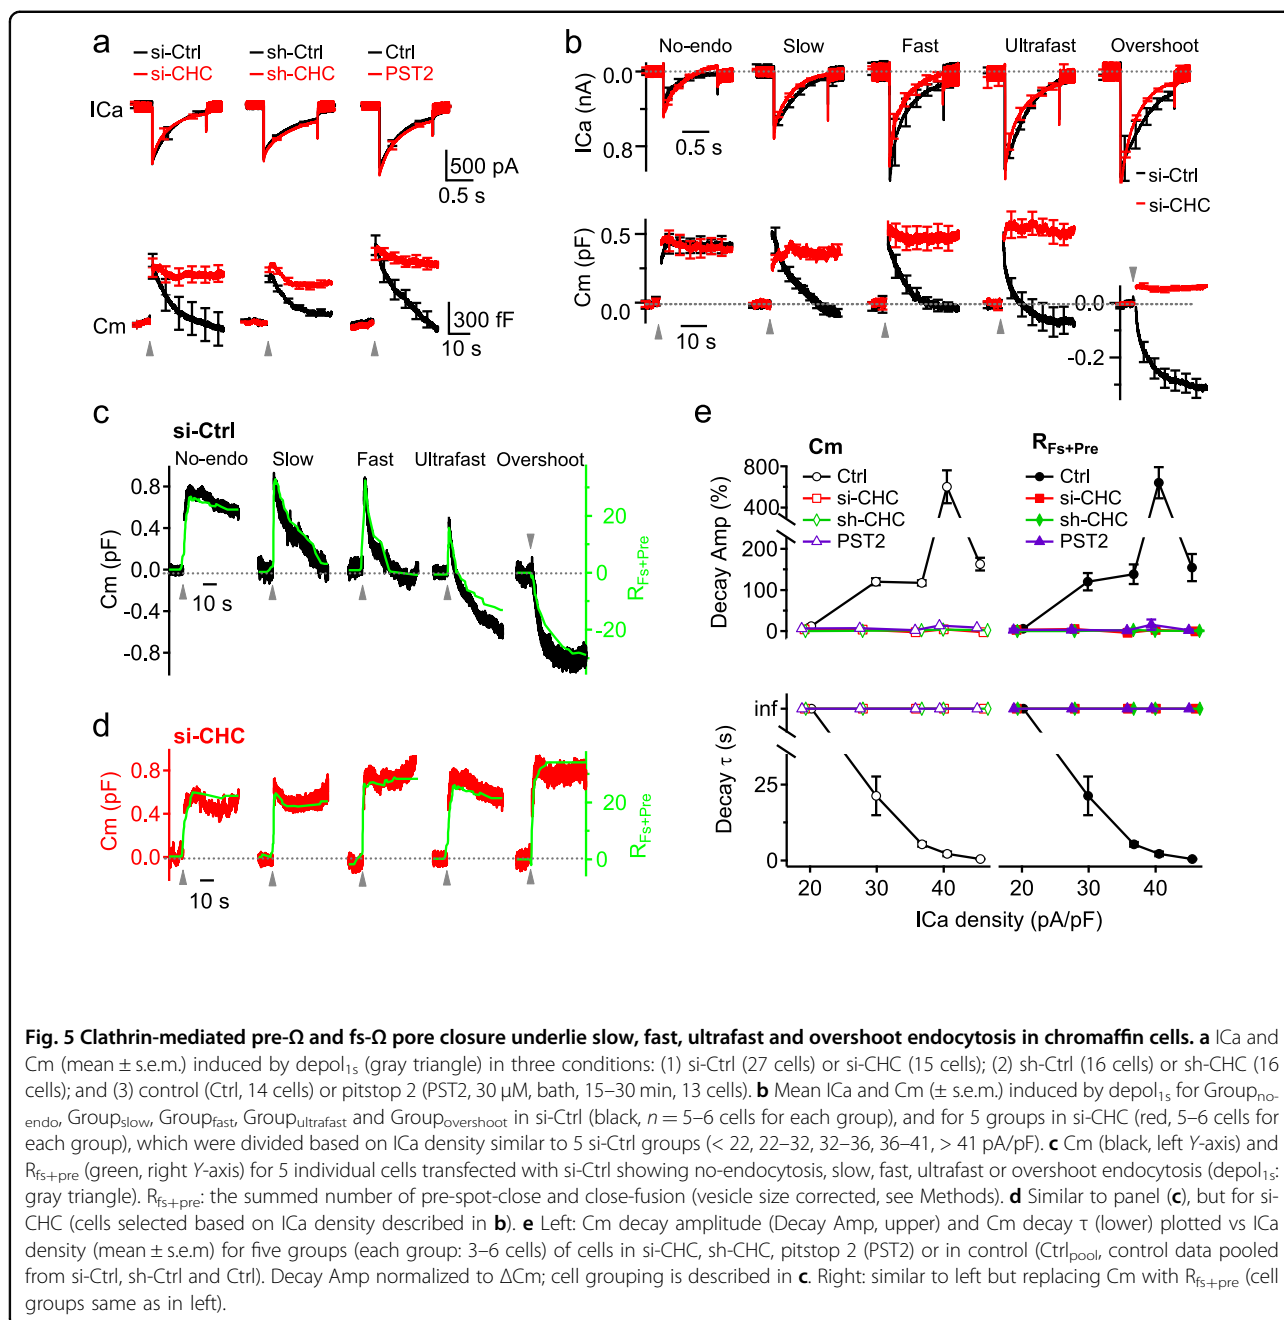 a
si-Ctrl sh-Ctrl Ctrl
si-CHC sh-CHC PST2
ICa
500 pA
0.5 s
Cm
300 fF
10 s
b
No-endo Slow Fast Ultrafast Overshoot
ICa (nA)
0.0
0.8
0.5 s
si-Ctrl
si-CHC
Cm (pF)
0.5
0.0
10 s
0.0
-0.2
c
si-Ctrl
No-endo Slow Fast Ultrafast Overshoot
Cm (pF)
0.8
0.4
0.0
-0.4
-0.8
10 s
20
0
-20
RFs+Pre
d
si-CHC
Cm (pF)
0.8
0.4
0.0
10 s
20
0
RFs+Pre
e
Cm RFs+Pre
Ctrl Ctrl
si-CHC si-CHC
sh-CHC sh-CHC
PST2 PST2
Decay Amp (%)
800
400
200
100
0
Decay τ (s)
inf
25
0
20 30 40 20 30 40
ICa density (pA/pF)
Fig. 5 Clathrin-mediated pre-Ω and fs-Ω pore closure underlie slow, fast, ultrafast and overshoot endocytosis in chromaffin cells. a ICa and
Cm (mean ± s.e.m.) induced by depol1s (gray triangle) in three conditions: (1) si-Ctrl (27 cells) or si-CHC (15 cells); (2) sh-Ctrl (16 cells) or sh-CHC (16
cells); and (3) control (Ctrl, 14 cells) or pitstop 2 (PST2, 30 μM, bath, 15–30 min, 13 cells). b Mean ICa and Cm (± s.e.m.) induced by depol1s for Groupno-
endo, Groupslow, Groupfast, Groupultrafast and Groupovershoot in si-Ctrl (black, n = 5–6 cells for each group), and for 5 groups in si-CHC (red, 5–6 cells for
each group), which were divided based on ICa density similar to 5 si-Ctrl groups (< 22, 22–32, 32–36, 36–41, > 41 pA/pF). c Cm (black, left Y-axis) and
Rfs+pre (green, right Y-axis) for 5 individual cells transfected with si-Ctrl showing no-endocytosis, slow, fast, ultrafast or overshoot endocytosis (depol1s:
gray triangle). Rfs+pre: the summed number of pre-spot-close and close-fusion (vesicle size corrected, see Methods). d Similar to panel (c), but for si-
CHC (cells selected based on ICa density described in b). e Left: Cm decay amplitude (Decay Amp, upper) and Cm decay τ (lower) plotted vs ICa
density (mean ± s.e.m) for five groups (each group: 3–6 cells) of cells in si-CHC, sh-CHC, pitstop 2 (PST2) or in control (Ctrlpool, control data pooled
from si-Ctrl, sh-Ctrl and Ctrl). Decay Amp normalized to ΔCm; cell grouping is described in c. Right: similar to left but replacing Cm with Rfs+pre (cell
groups same as in left).